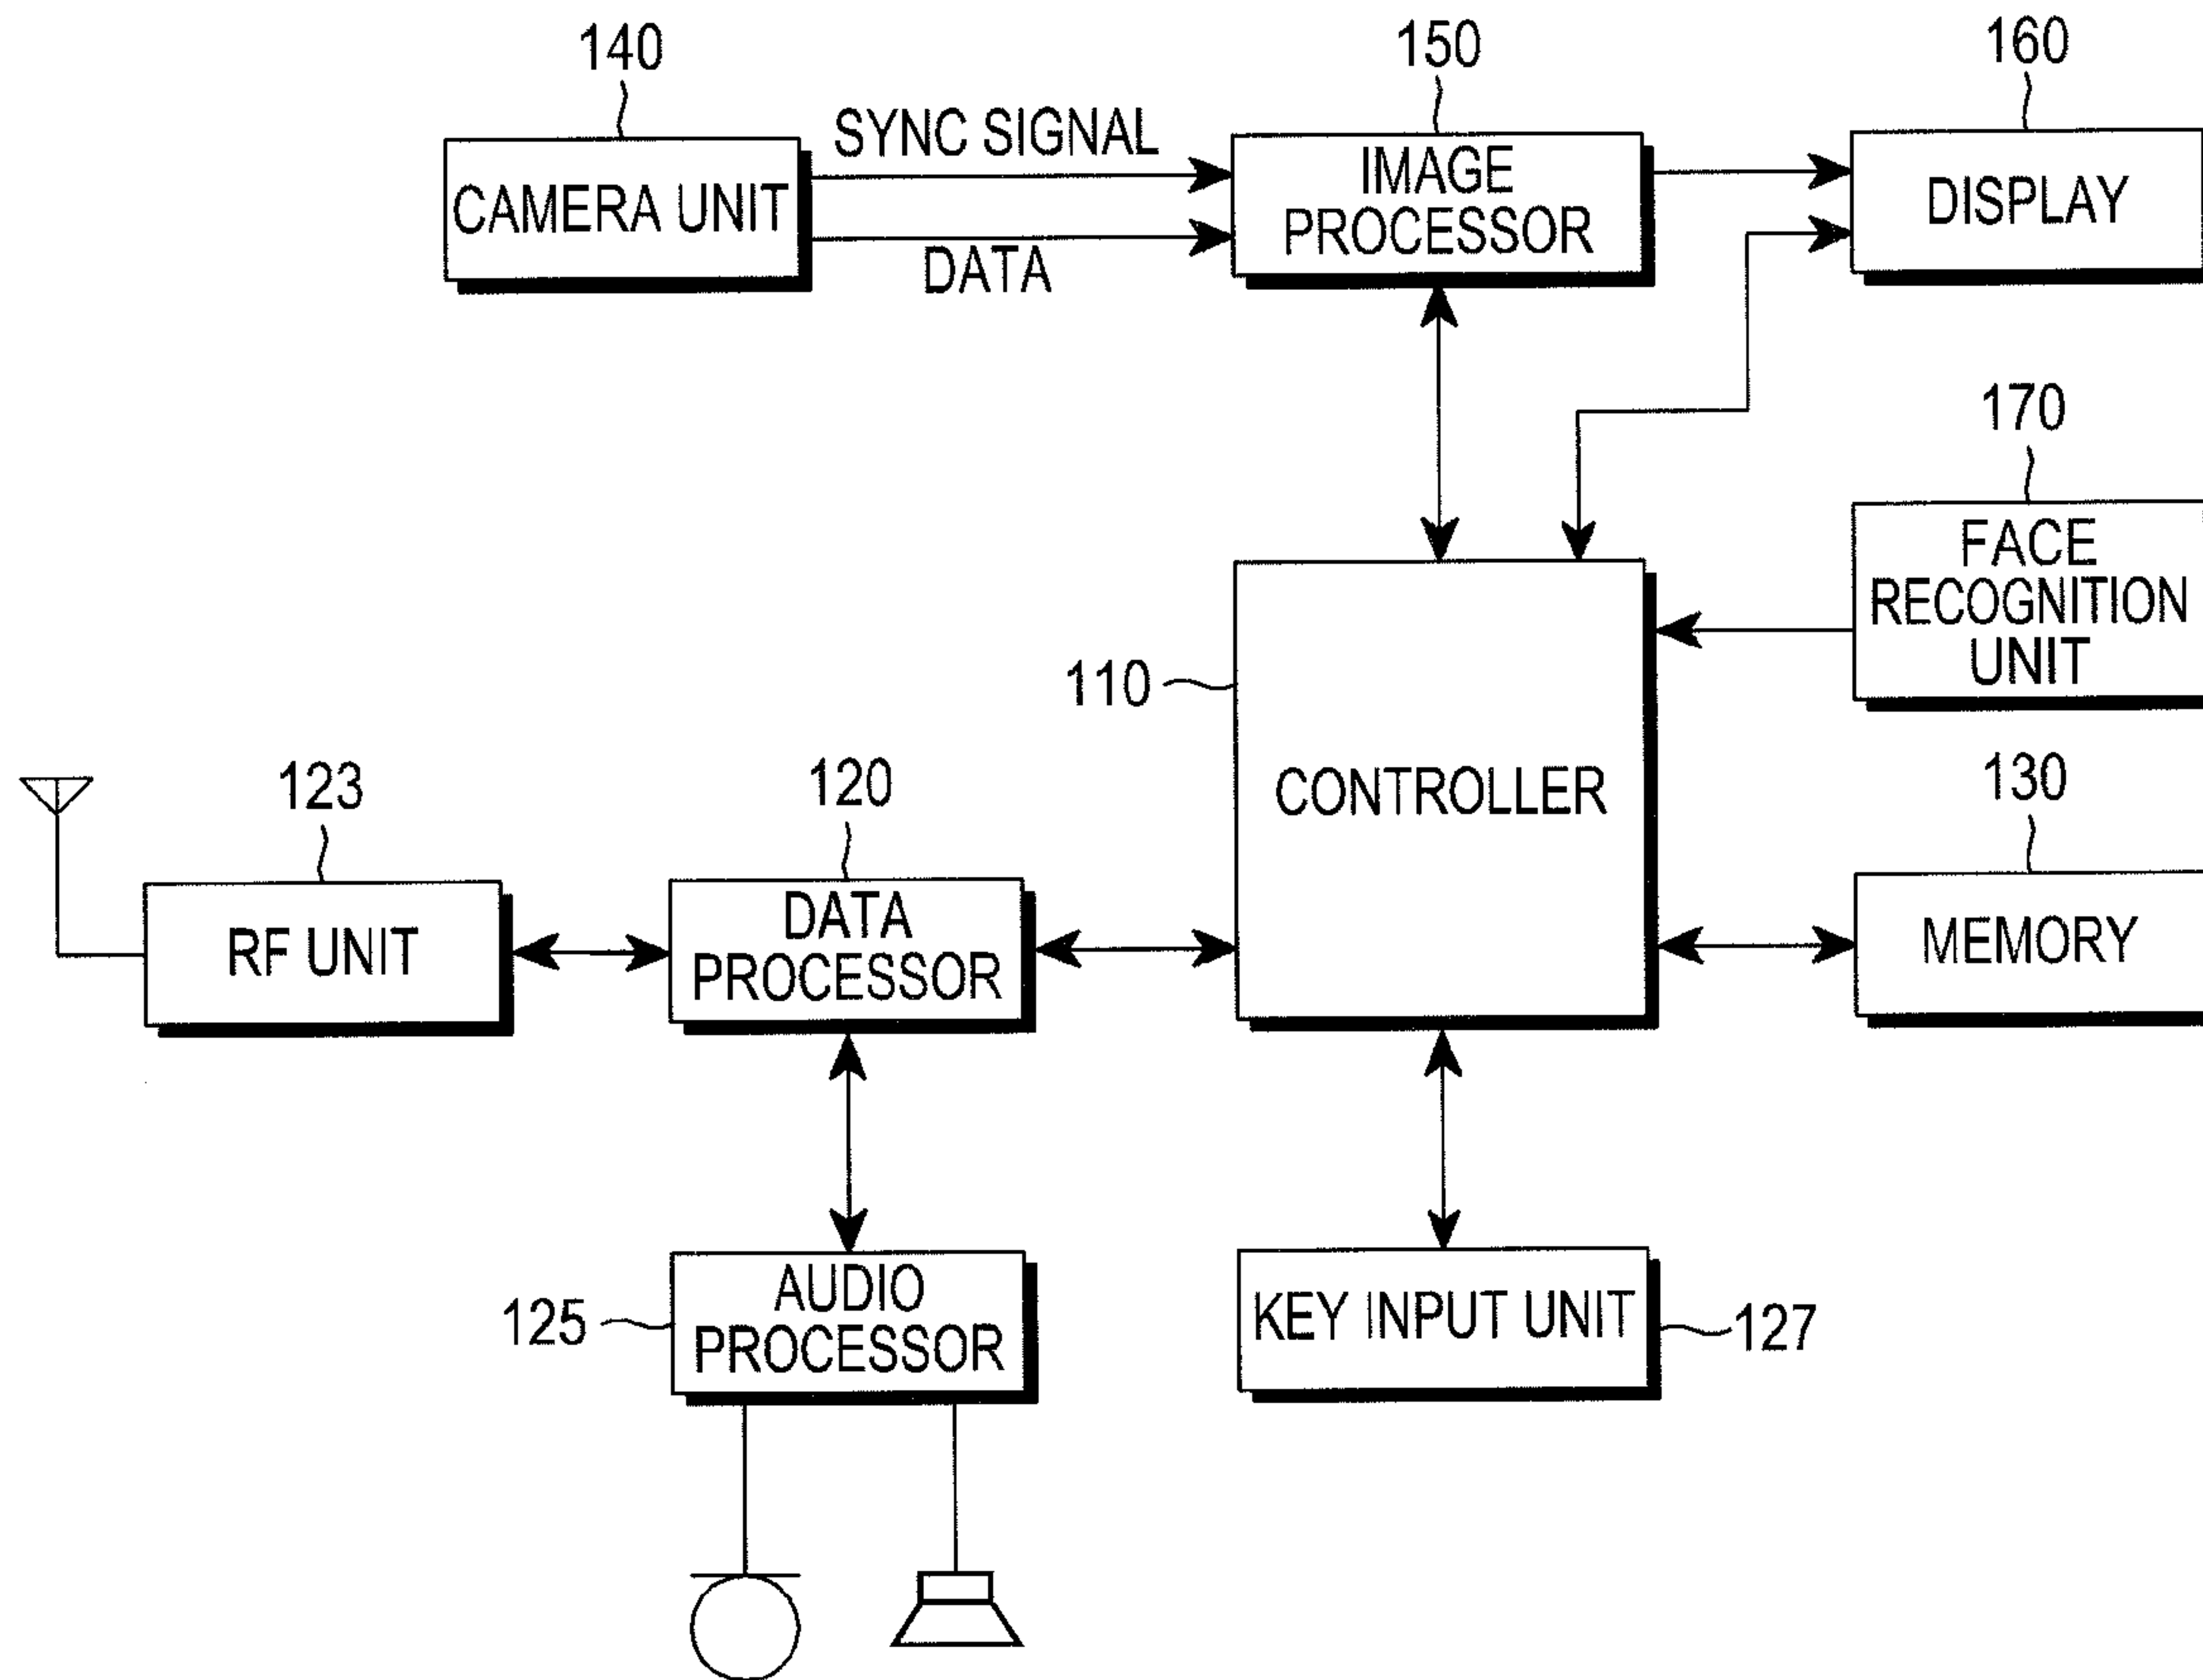 140
150
160
SYNC SIGNAL
CAMERA UNIT
DATA
IMAGE
PROCESSOR
DISPLAY
170
FACE
RECOGNITION
UNIT
110
CONTROLLER
123
120
130
RF UNIT
DATA
PROCESSOR
MEMORY
125
AUDIO
PROCESSOR
KEY INPUT UNIT
127